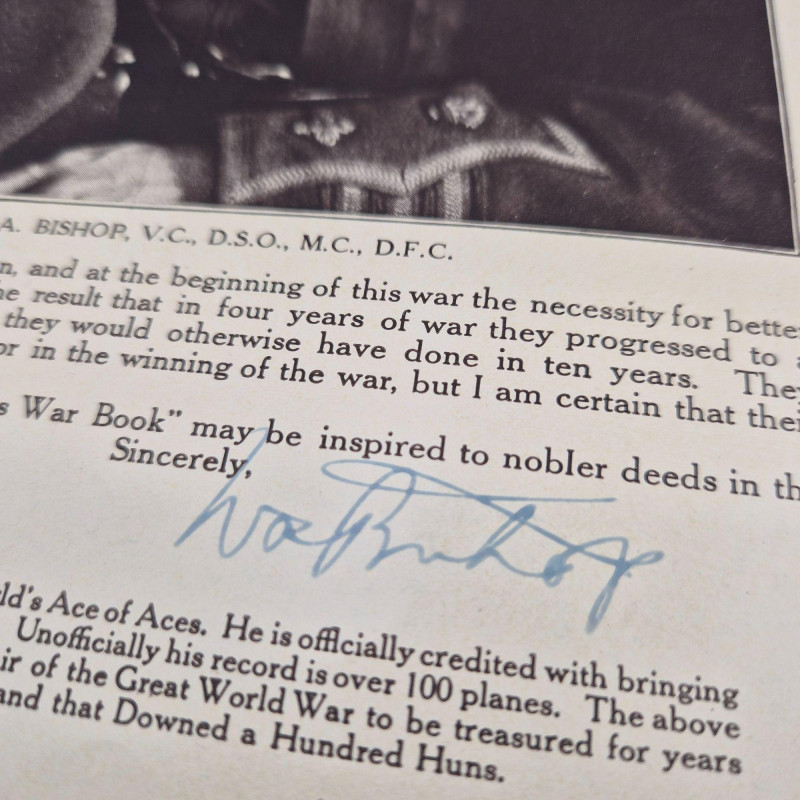 A. BISHOP, V.C., D.S.O., M.C., D.F.C.
n, and at the beginning of this war the necessity for bette
he result that in four years of war they progressed to a
they would otherwise have done in ten years. They
or in the winning of the war, but I am certain that thei
s War Book" may be inspired to nobler deeds in th
Sincerely,
WABishop
ld's Ace of Aces. He is officially credited with bringing
Unofficially his record is over 100 planes. The above
ir of the Great World War to be treasured for years
and that Downed a Hundred Huns.